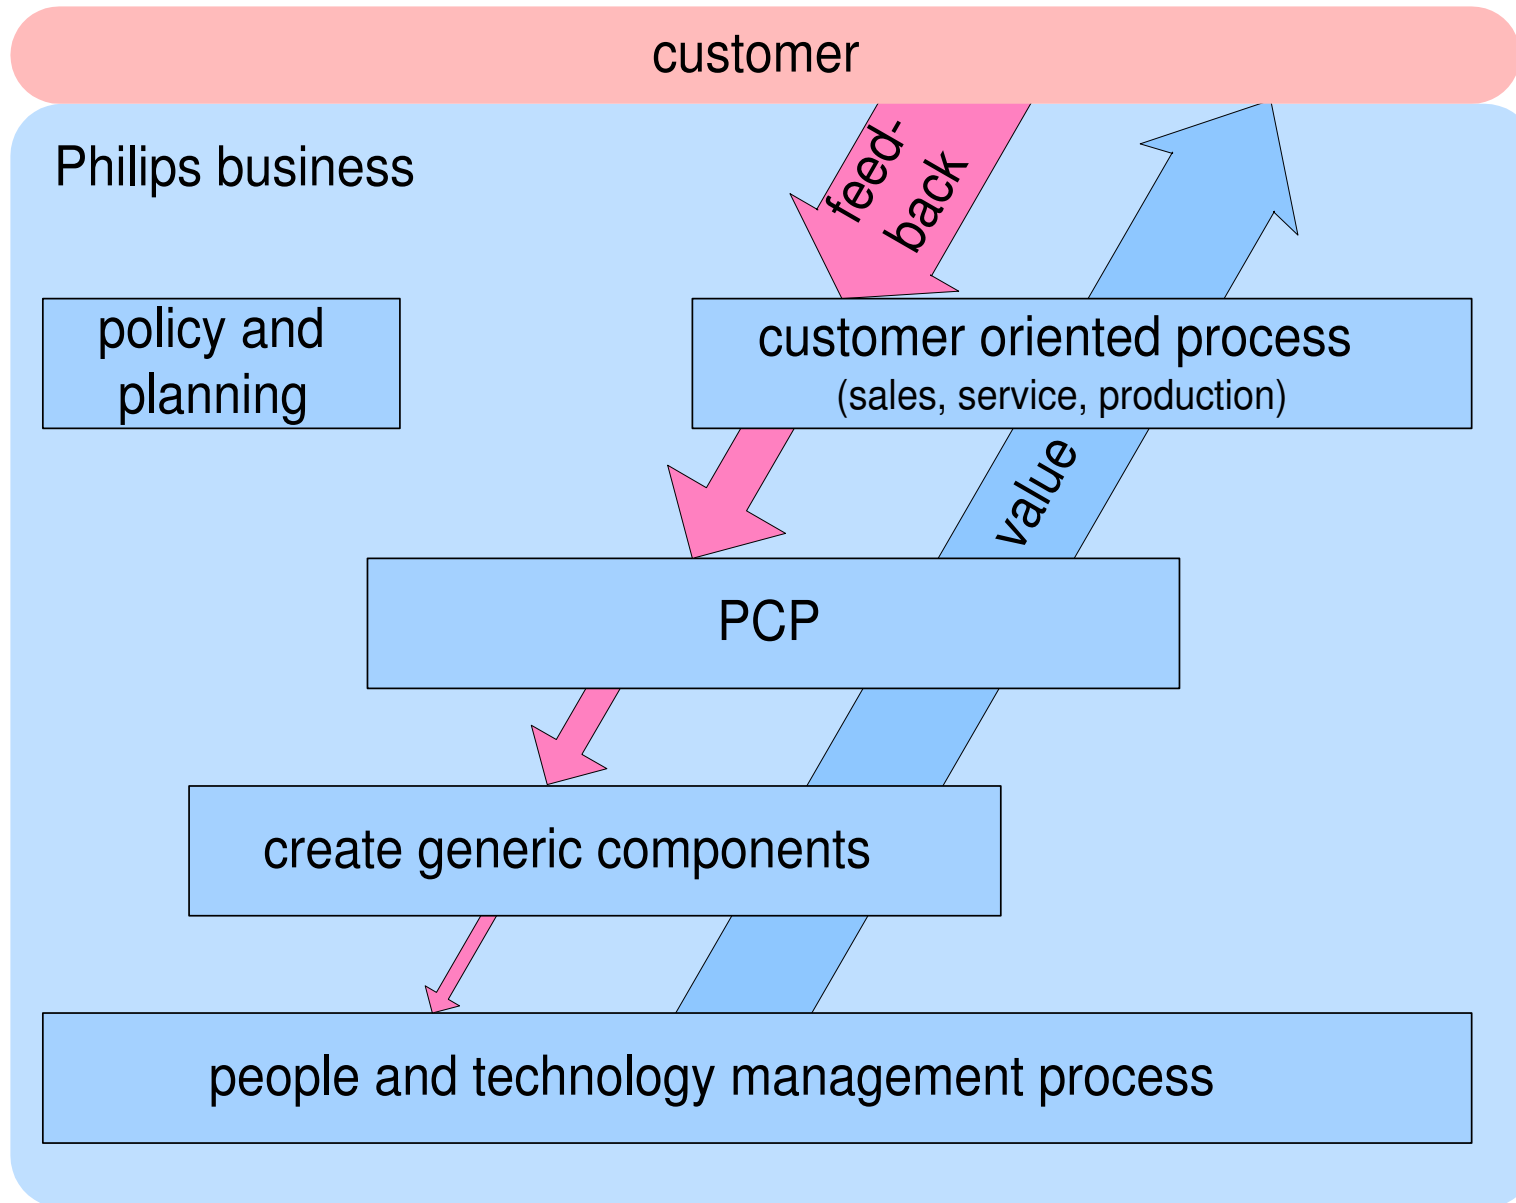 customer
Philips business
feed-
back
policy and
planning
customer oriented process
(sales, service, production)
value
PCP
create generic components
people and technology management process